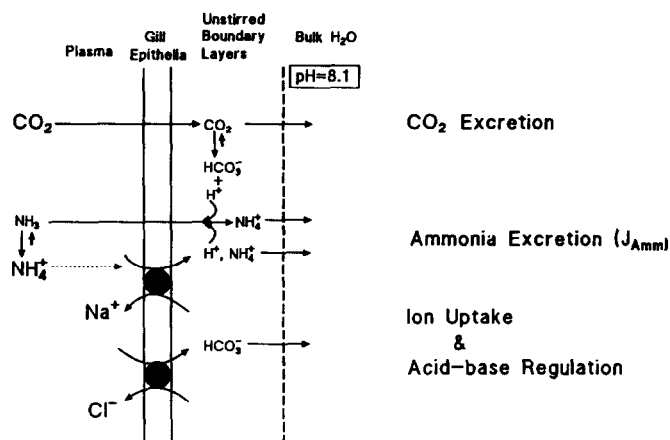 Plasma
Gill
Epithelia
Unstirred
Boundary
Layers
Bulk H₂O
pH=8.1
CO₂
CO₂
CO₂ Excretion
HCO₃⁻
+
H⁺
NH₃
NH₄⁺
NH₄⁺
H⁺, NH₄⁺
Ammonia Excretion (J_Amm)
Na⁺
Ion Uptake
&
Acid-base Regulation
HCO₃⁻
Cl⁻